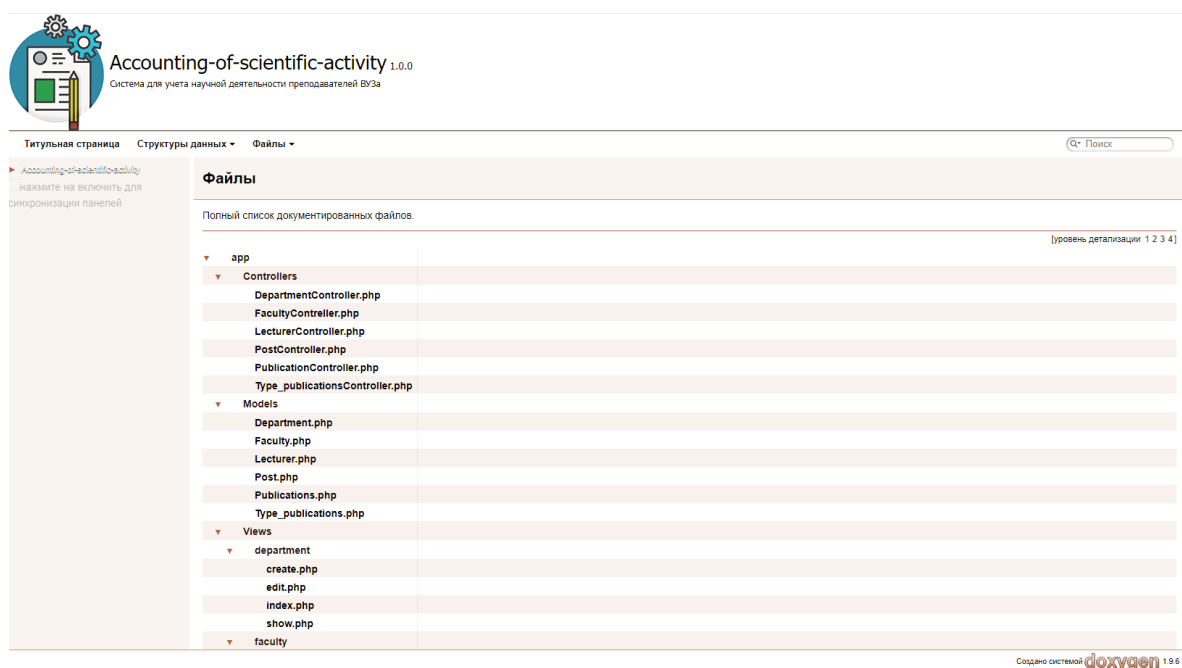 Accounting-of-scientific-activity 1.0.0
Система для учета научной деятельности преподавателей ВУЗа
Титульная страница Структуры данных Файлы Поиск
Accounting-of-scientific-activity
нажмите на включить для
синхронизации панелей
Файлы
Полный список документированных файлов.
[уровень детализации 1 2 3 4]
app
Controllers
DepartmentController.php
FacultyContreller.php
LecturerController.php
PostController.php
PublicationController.php
Type_publicationsController.php
Models
Department.php
Faculty.php
Lecturer.php
Post.php
Publications.php
Type_publications.php
Views
department
create.php
edit.php
index.php
show.php
faculty
Создано системой doxygen 1.9.6